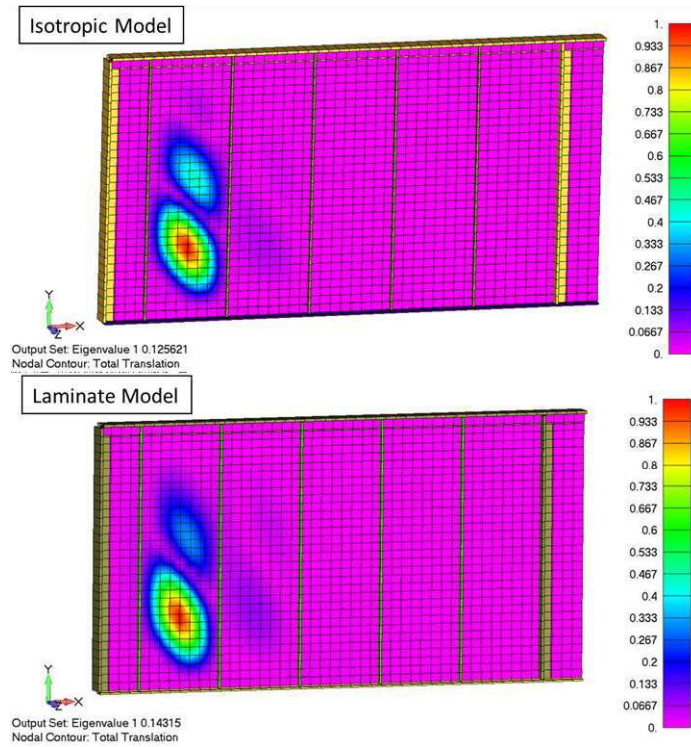 Isotropic Model
1.
0.933
0.867
0.8
0.733
0.667
0.6
0.533
0.467
0.4
0.333
0.267
0.2
0.133
0.0667
0.
Y
X
Z
Output Set: Eigenvalue 1 0.125621
Nodal Contour: Total Translation
Laminate Model
1.
0.933
0.867
0.8
0.733
0.667
0.6
0.533
0.467
0.4
0.333
0.267
0.2
0.133
0.0667
0.
Y
X
Z
Output Set: Eigenvalue 1 0.14315
Nodal Contour: Total Translation